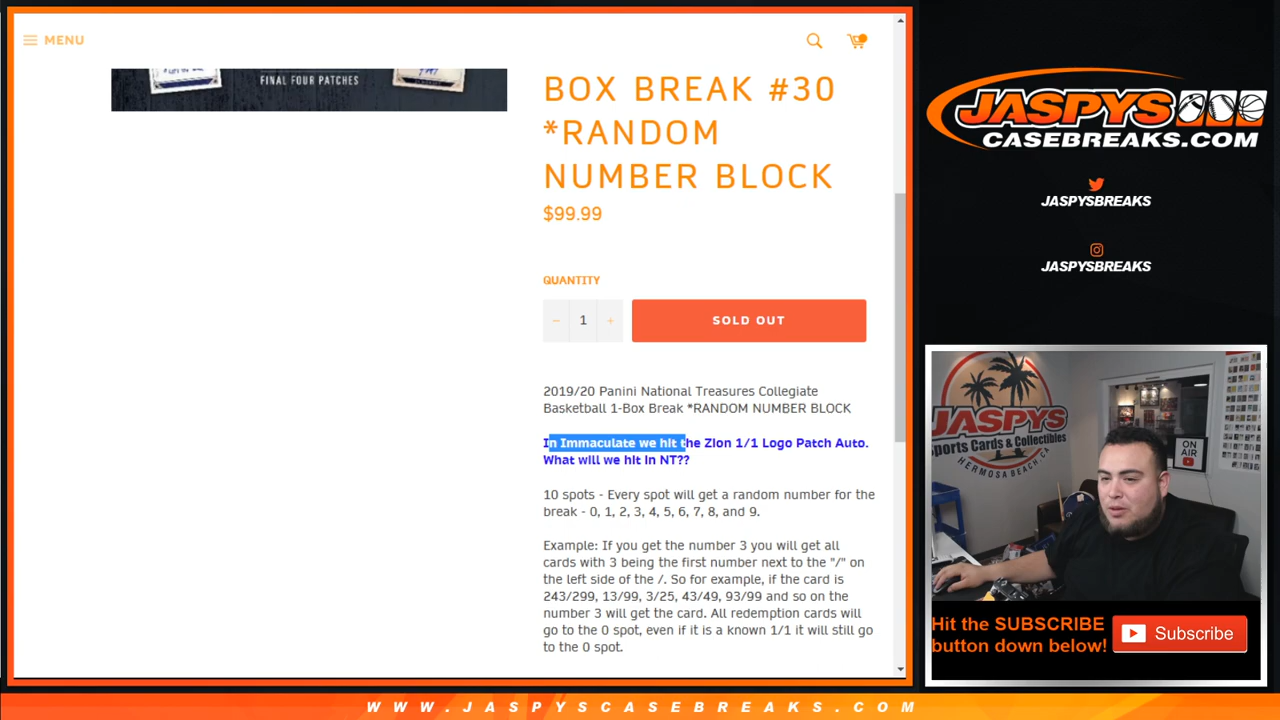 MENU
FINAL FOUR PATCHES
BOX BREAK #30
*RANDOM
NUMBER BLOCK
$99.99
QUANTITY
− 1 +
SOLD OUT
2019/20 Panini National Treasures Collegiate
Basketball 1-Box Break *RANDOM NUMBER BLOCK
In Immaculate we hit the Zion 1/1 Logo Patch Auto.
What will we hit in NT??
10 spots - Every spot will get a random number for the
break - 0, 1, 2, 3, 4, 5, 6, 7, 8, and 9.
Example: If you get the number 3 you will get all
cards with 3 being the first number next to the "/" on
the left side of the /. So for example, if the card is
243/299, 13/99, 3/25, 43/49, 93/99 and so on the
number 3 will get the card. All redemption cards will
go to the 0 spot, even if it is a known 1/1 it will still go
to the 0 spot.
JASPYS
CASEBREAKS.COM
JASPYSBREAKS
JASPYSBREAKS
JASPYS
Sports Cards & Collectibles
HERMOSA BEACH, CA
ON AIR
Hit the SUBSCRIBE
button down below!
Subscribe
WWW.JASPYSCASEBREAKS.COM